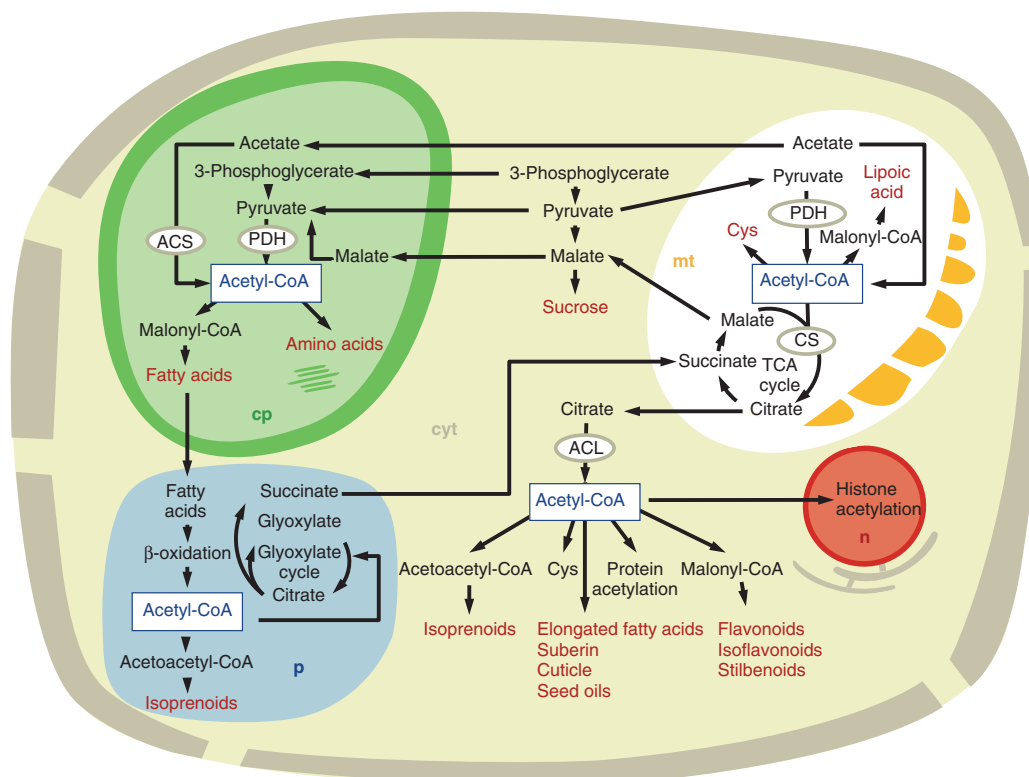 Acetate
3-Phosphoglycerate
Pyruvate
ACS
PDH
Malate
Acetyl-CoA
Malonyl-CoA
Amino acids
Fatty acids
cp
3-Phosphoglycerate
Pyruvate
Malate
Sucrose
cyt
Acetate
Pyruvate
Lipoic
acid
PDH
Cys
Malonyl-CoA
mt
Acetyl-CoA
Malate
CS
Succinate
TCA
cycle
Citrate
Citrate
ACL
Acetyl-CoA
Histone
acetylation
n
Acetoacetyl-CoA
Cys
Protein
acetylation
Malonyl-CoA
Isoprenoids
Elongated fatty acids
Suberin
Cuticle
Seed oils
Flavonoids
Isoflavonoids
Stilbenoids
Fatty
acids
Succinate
Glyoxylate
β-oxidation
Glyoxylate
cycle
Citrate
Acetyl-CoA
Acetoacetyl-CoA
p
Isoprenoids